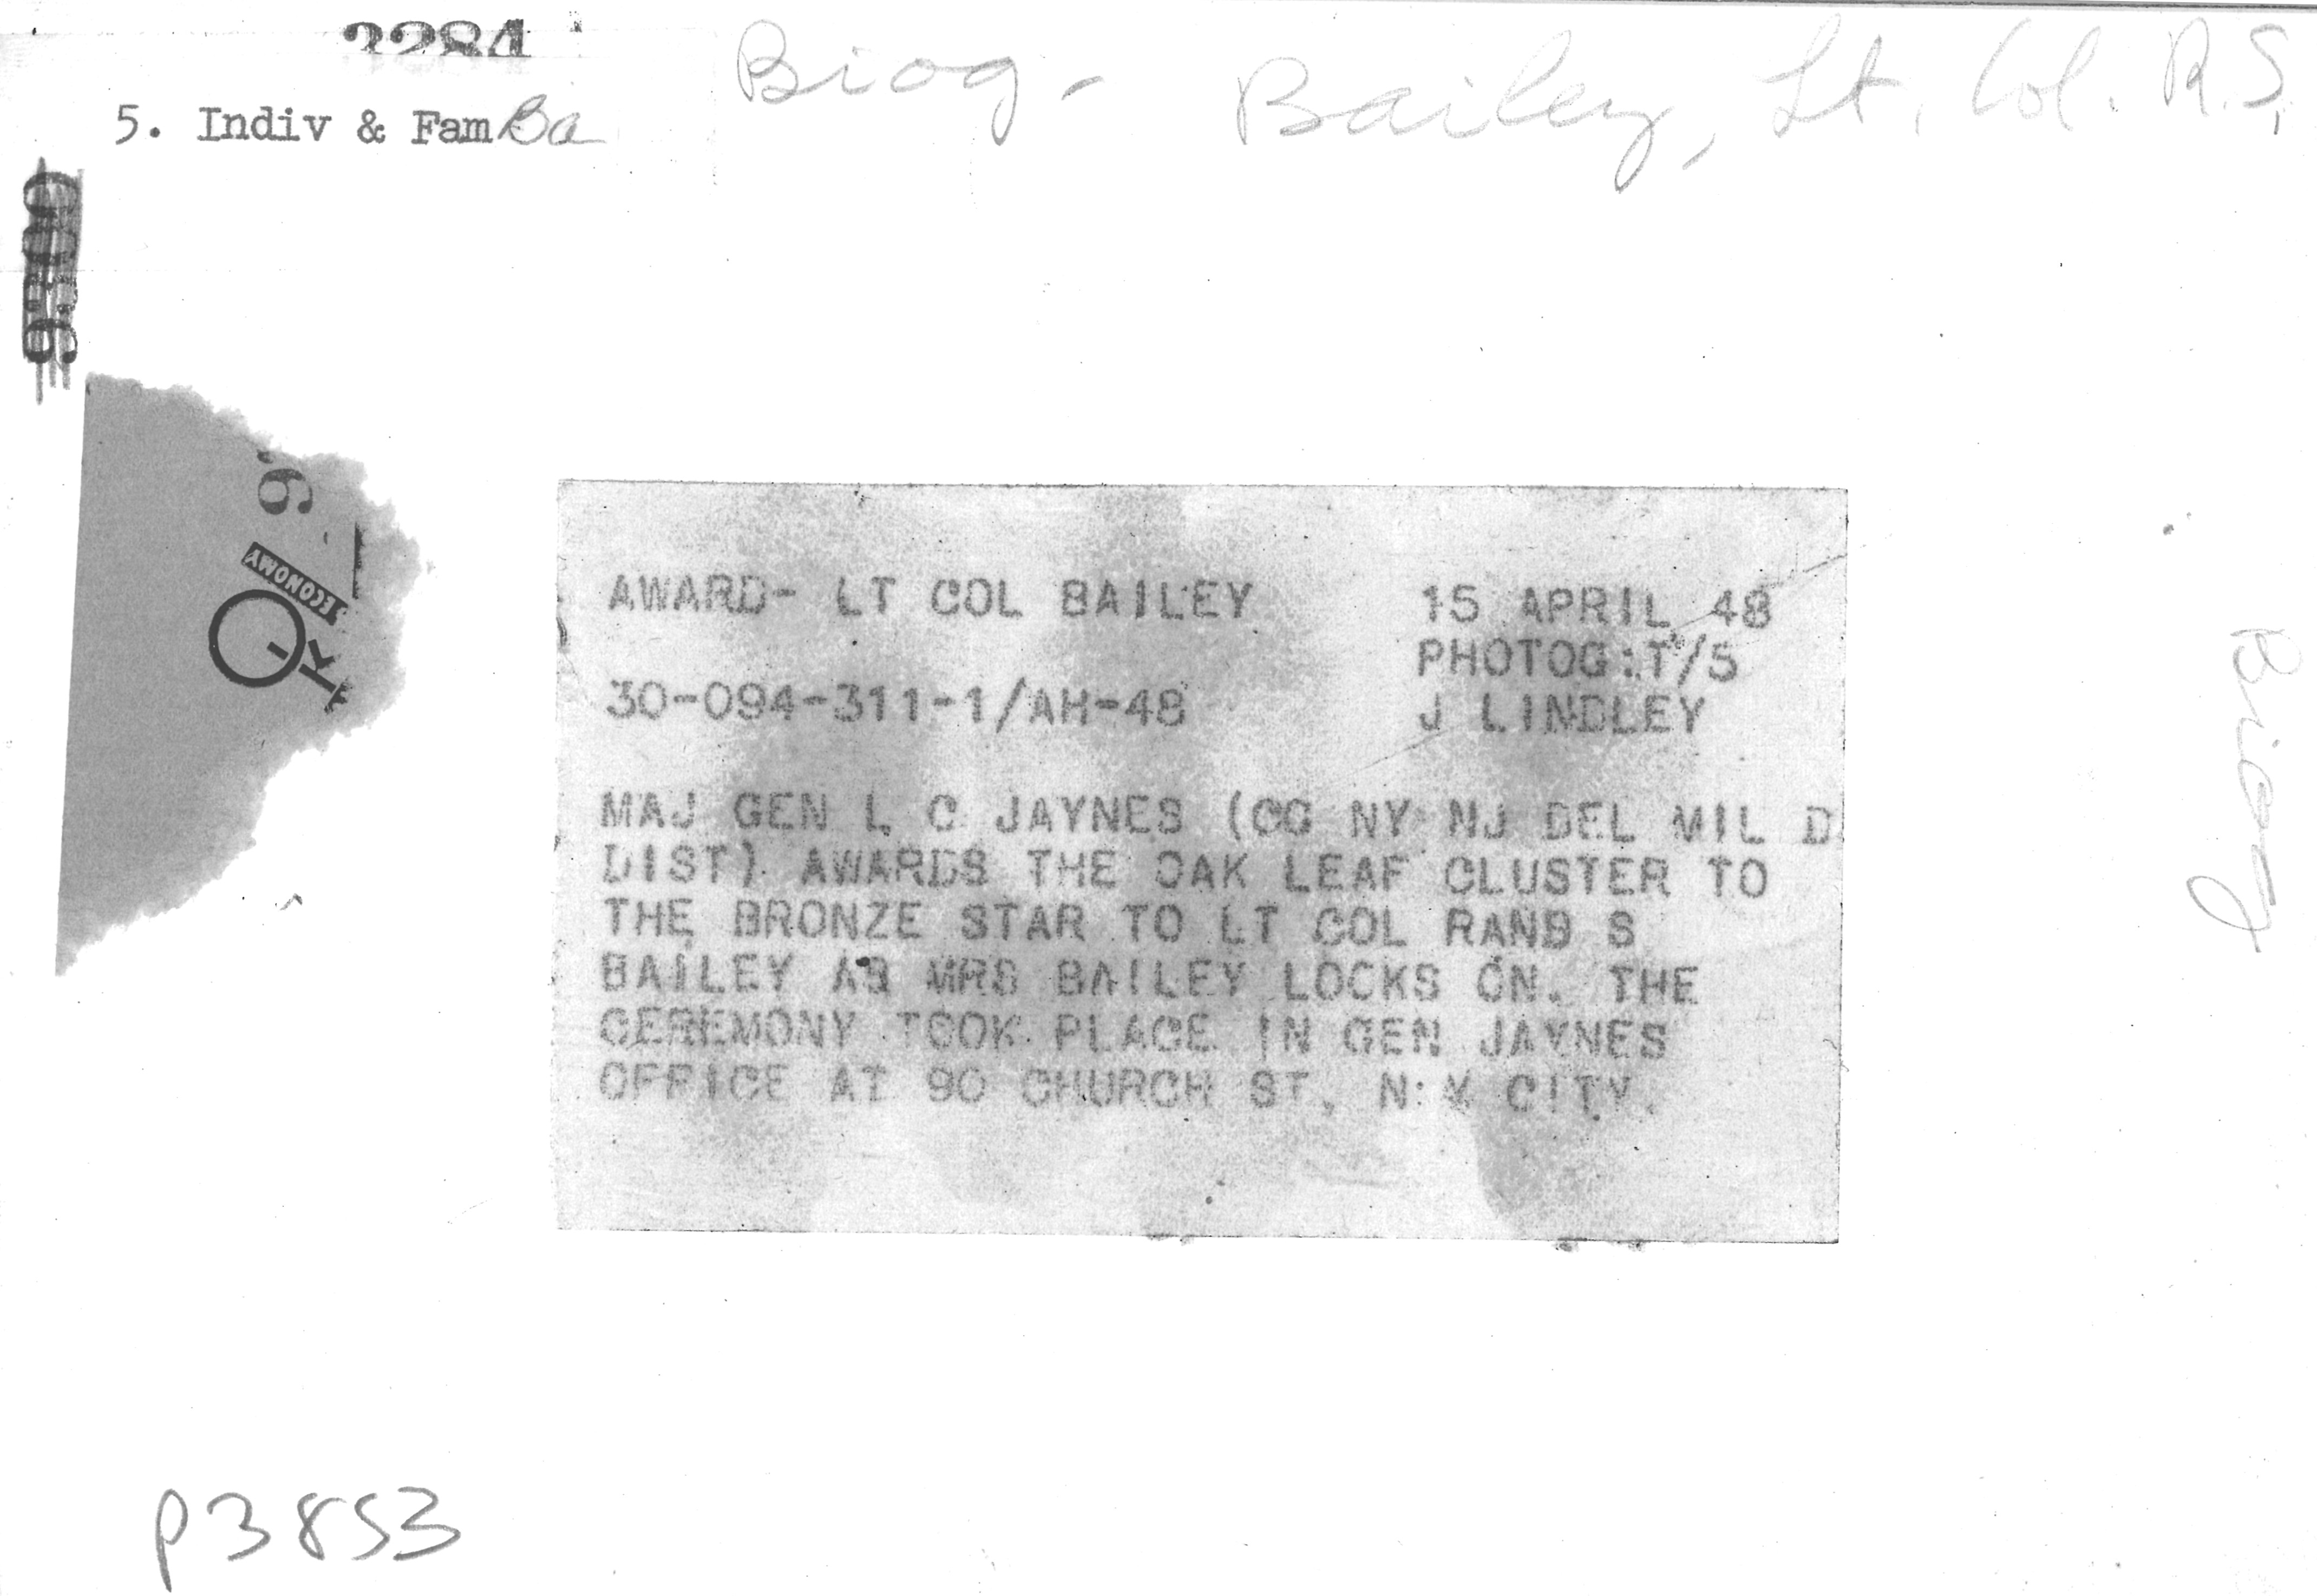 2284
Biog - Bailey, Lt. Col. R.S.
5. Indiv & Fam Ba
6
ECONOMY
AWARD- LT COL BAILEY 15 APRIL 48
PHOTOG:T/5
30-094-311-1/AH-48 J LINDLEY
MAJ GEN L C JAYNES (CG NY NJ DEL MIL D
DIST) AWARDS THE OAK LEAF CLUSTER TO
THE BRONZE STAR TO LT COL RAND S
BAILEY AS MRS BAILEY LOOKS ON. THE
CEREMONY TOOK PLACE IN GEN JAYNES
OFFICE AT 90 CHURCH ST, N Y CITY.
Biog
P3853